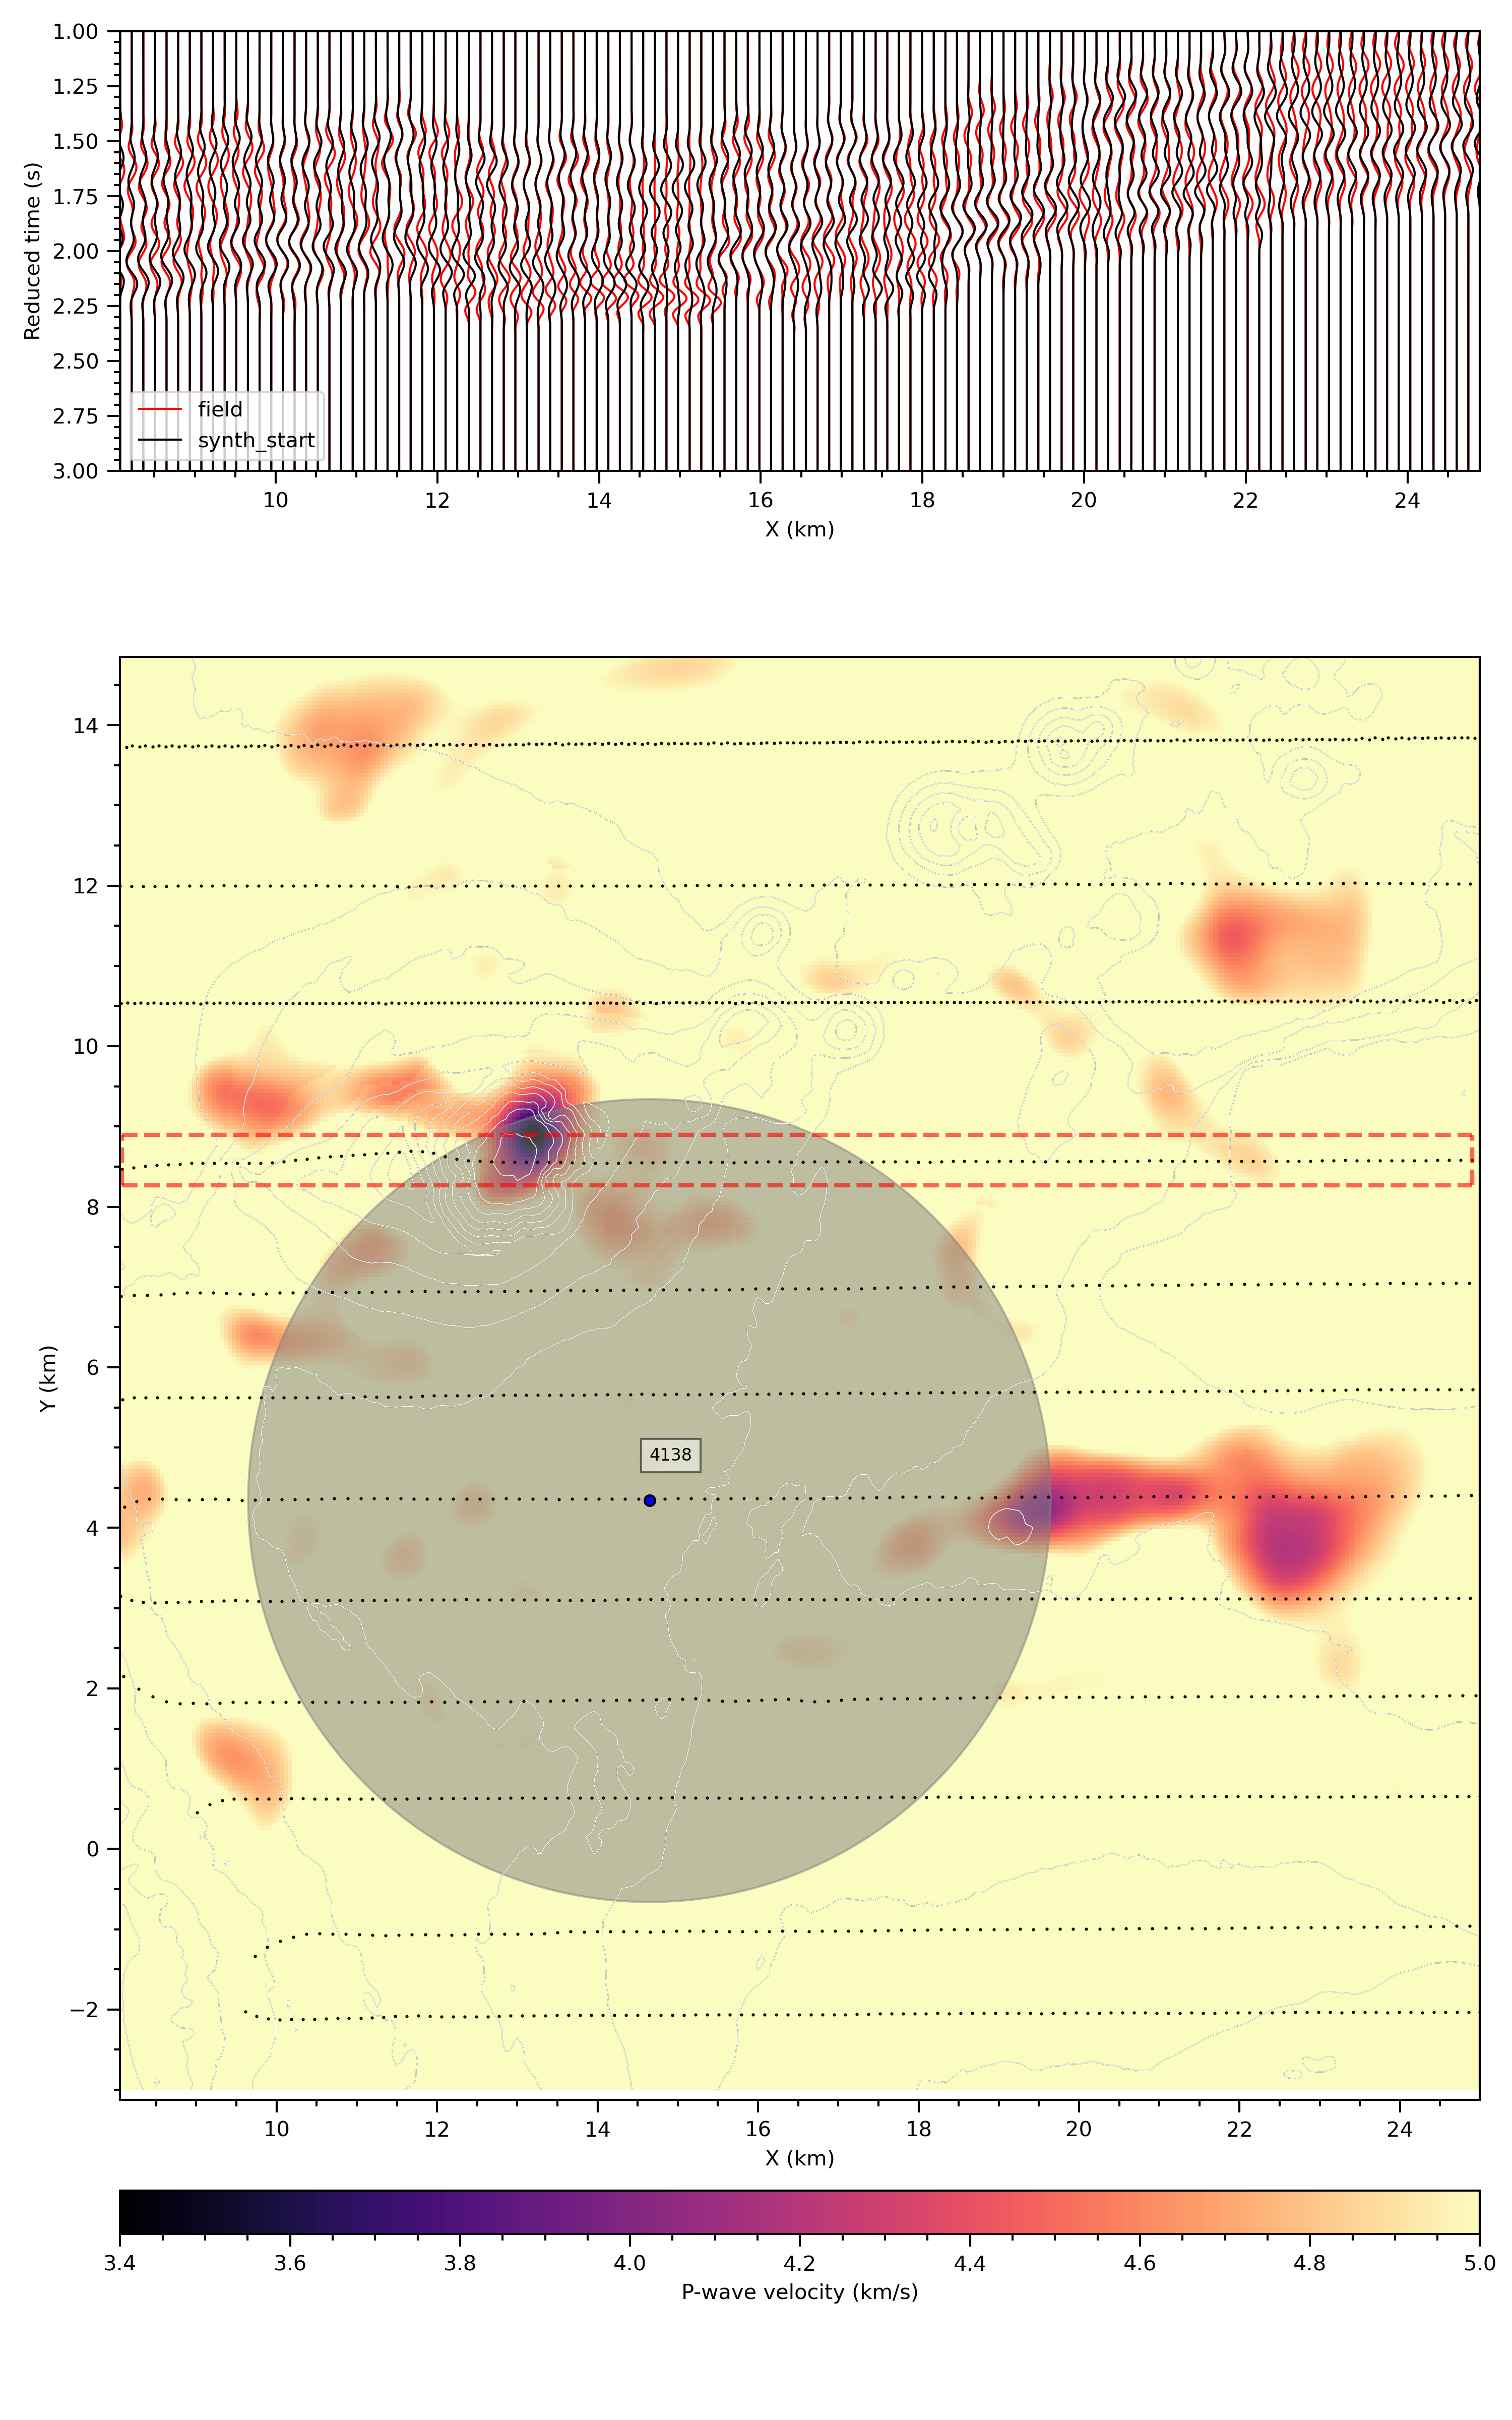 1.00
1.25
1.50
1.75
2.00
2.25
2.50
2.75
3.00
Reduced time (s)
field
synth_start
10 12 14 16 18 20 22 24
X (km)
14
12
10
8
6
4
2
0
−2
Y (km)
4138
10 12 14 16 18 20 22 24
X (km)
3.4 3.6 3.8 4.0 4.2 4.4 4.6 4.8 5.0
P-wave velocity (km/s)